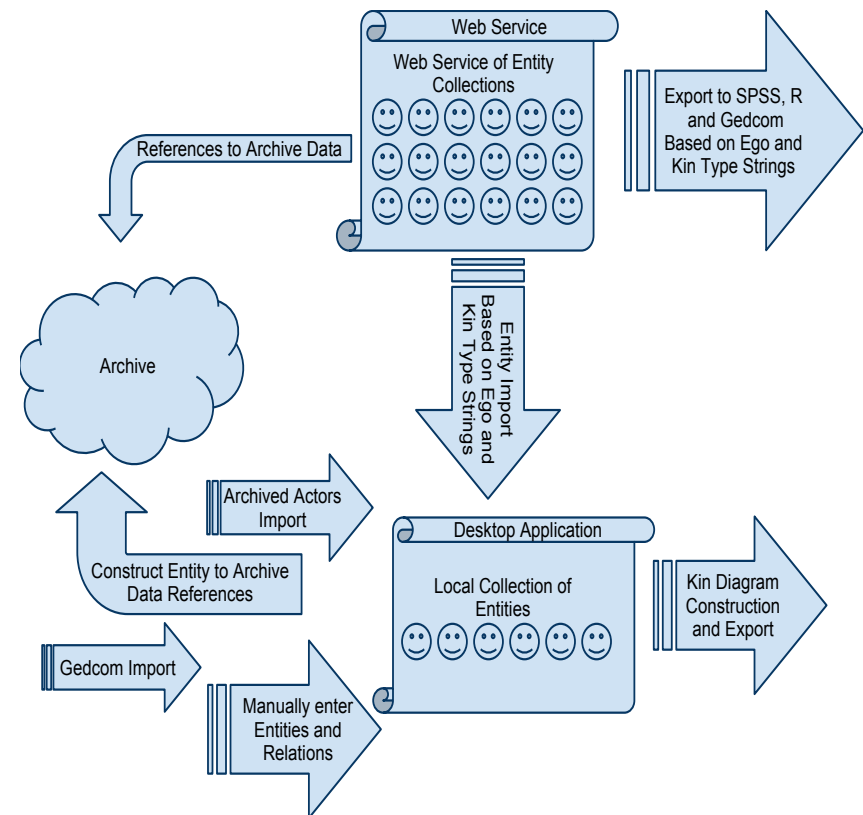 Web Service
Web Service of Entity
Collections
Export to SPSS, R
and Gedcom
Based on Ego and
Kin Type Strings
References to Archive Data
Entity Import
Based on Ego and
Kin Type Strings
Archive
Archived Actors
Import
Desktop Application
Construct Entity to Archive
Data References
Local Collection of
Entities
Kin Diagram
Construction
and Export
Gedcom Import
Manually enter
Entities and
Relations